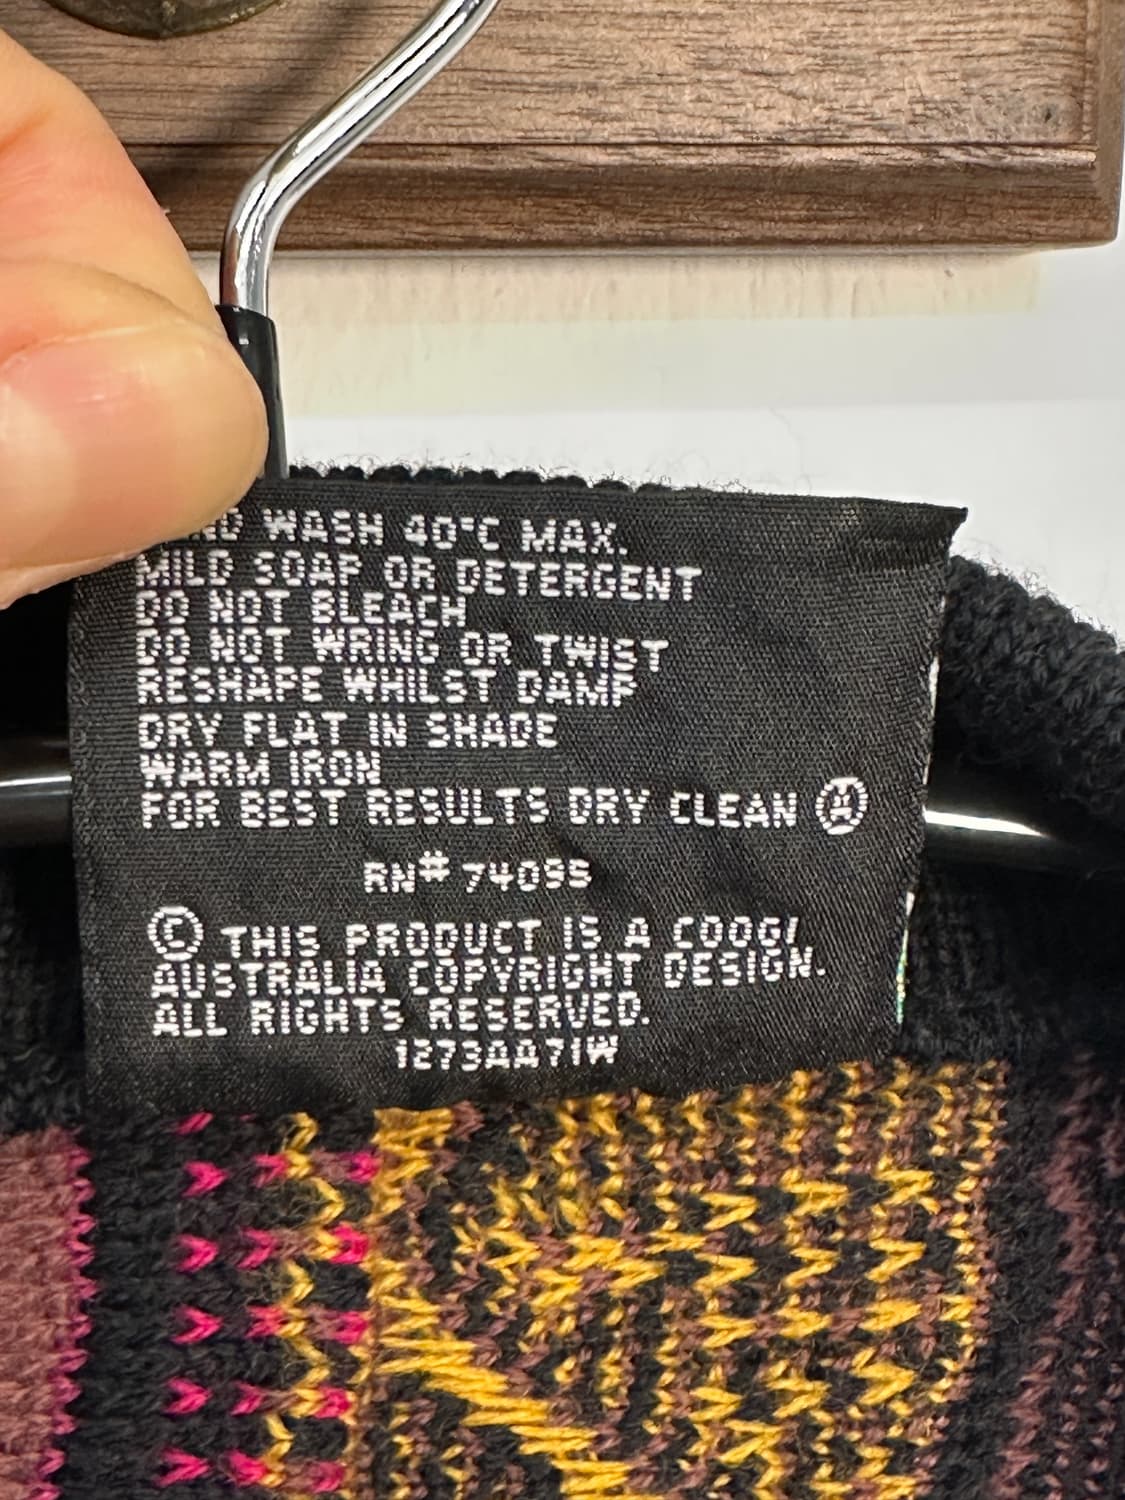 HAND WASH 40°C MAX.
MILD SOAP OR DETERGENT
DO NOT BLEACH
DO NOT WRING OR TWIST
RESHAPE WHILST DAMP
DRY FLAT IN SHADE
WARM IRON
FOR BEST RESULTS DRY CLEAN Ⓐ
RN# 74095
© THIS PRODUCT IS A COOGI
AUSTRALIA COPYRIGHT DESIGN.
ALL RIGHTS RESERVED.
1273AA71W